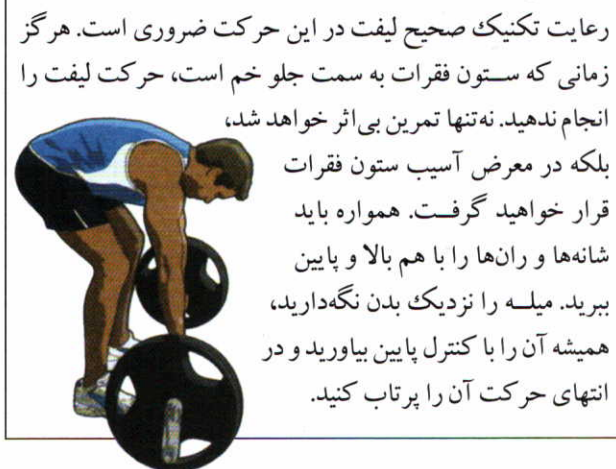 رعایت تکنیک صحیح لیفت در این حرکت ضروری است. هرگز
زمانی که ستون فقرات به سمت جلو خم است، حرکت لیفت را
انجام ندهید. نه‌تنها تمرین بی‌اثر خواهد شد،
بلکه در معرض آسیب ستون فقرات
قرار خواهید گرفت. همواره باید
شانه‌ها و ران‌ها را با هم بالا و پایین
ببرید. میله را نزدیک بدن نگه‌دارید،
همیشه آن را با کنترل پایین بیاورید و در
انتهای حرکت آن را پرتاب کنید.